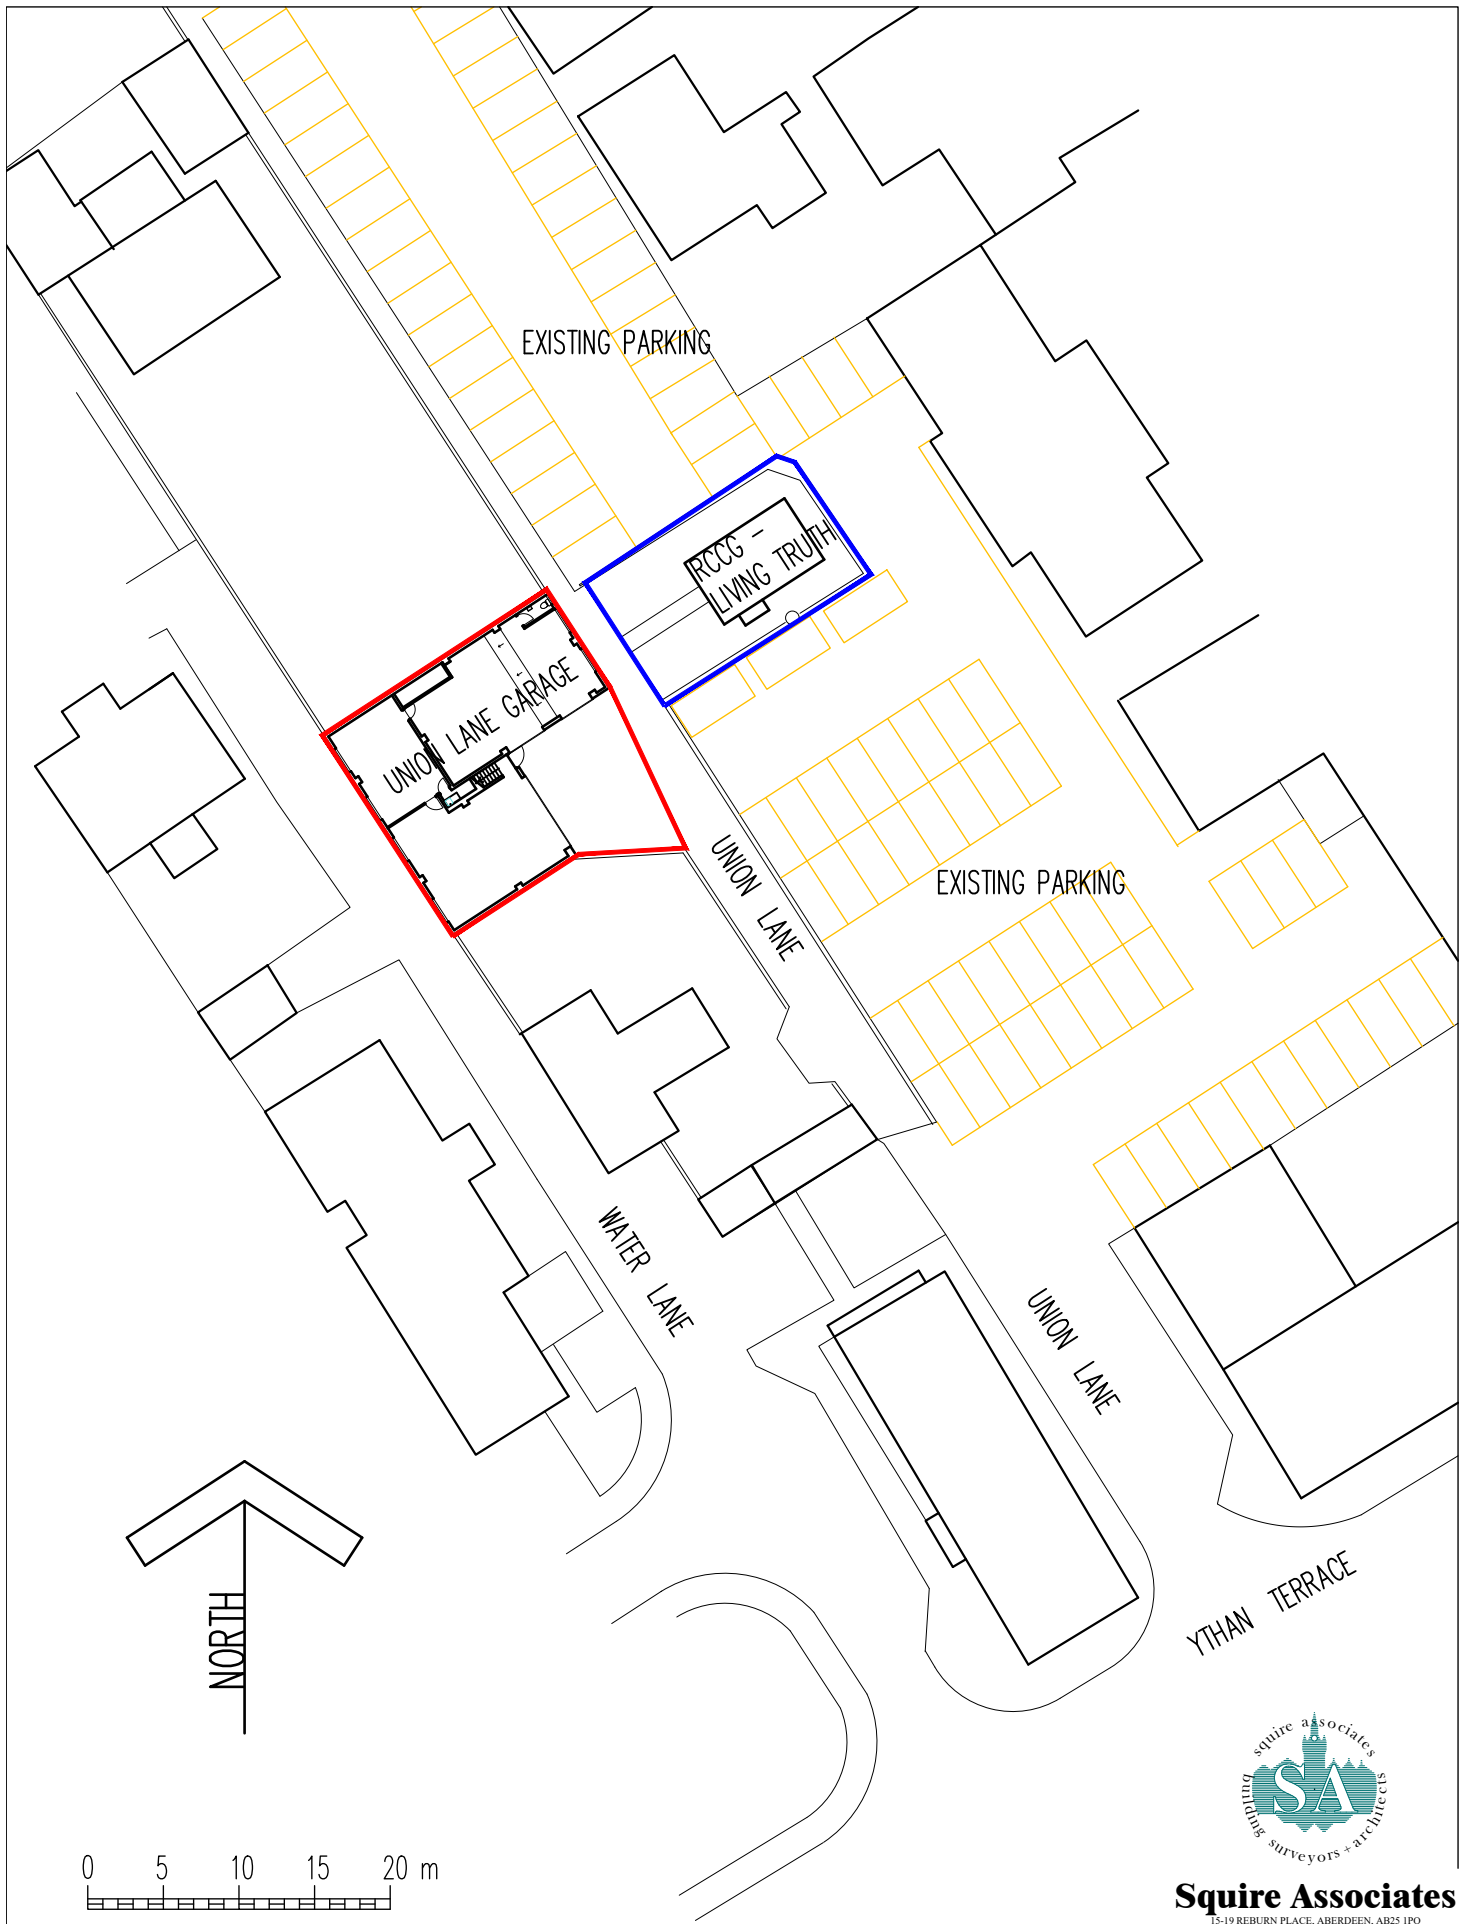 EXISTING PARKING
RCCG -
LIVING TRUTH
UNION LANE GARAGE
UNION LANE
EXISTING PARKING
WATER LANE
UNION LANE
YTHAN TERRACE
NORTH
squire associates
SA
building surveyors + architects
0 5 10 15 20 m
Squire Associates
15-19 REBURN PLACE, ABERDEEN, AB25 1PQ